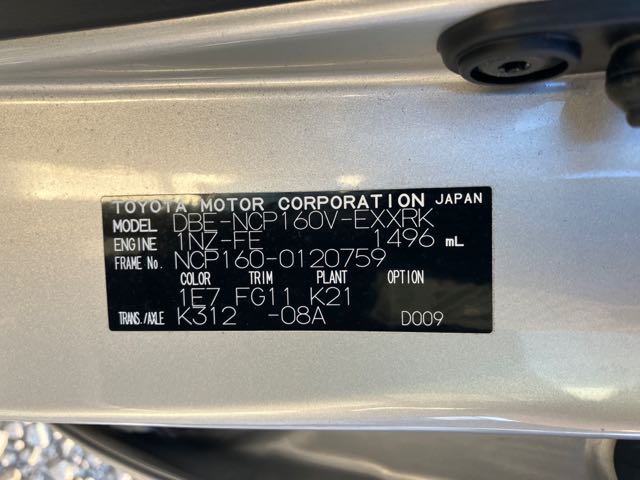 TOYOTA MOTOR CORPORATION JAPAN
MODEL DBE-NCP160V-EXXRK
ENGINE 1NZ-FE 1496 mL
FRAME No. NCP160-0120759
COLOR TRIM PLANT OPTION
1E7 FG11 K21
TRANS./AXLE K312 -08A D009